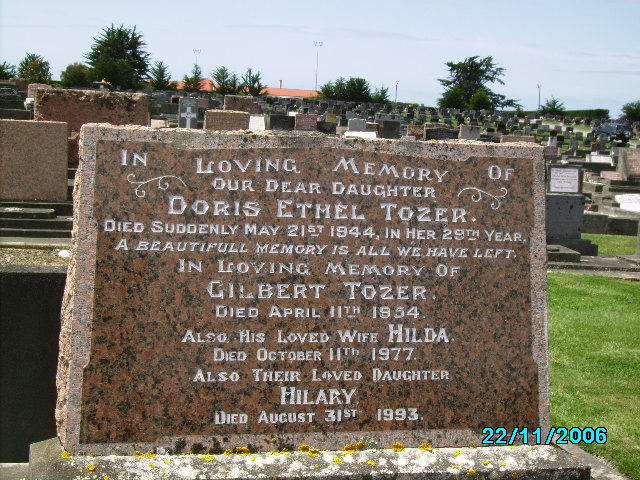 In Loving Memory Of
Our Dear Daughter
Doris Ethel Tozer.
Died Suddenly May 21st 1944. In Her 29th Year.
A beautifull memory is all we have left.
In Loving Memory Of
Gilbert Tozer.
Died April 11th 1954.
Also His Loved Wife Hilda.
Died October 11th 1977.
Also Their Loved Daughter
Hilary
Died August 31st 1993.
22/11/2006